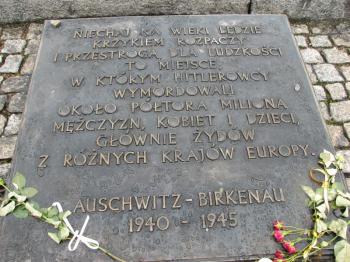 NIECHAJ NA WIEKI BĘDZIE
KRZYKIEM ROZPACZY
I PRZESTROGĄ DLA LUDZKOŚCI
TO MIEJSCE,
W KTÓRYM HITLEROWCY
WYMORDOWALI
OKOŁO PÓŁTORA MILIONA
MĘŻCZYZN, KOBIET I DZIECI,
GŁÓWNIE ŻYDÓW
Z RÓŻNYCH KRAJÓW EUROPY.
AUSCHWITZ - BIRKENAU
1940 - 1945